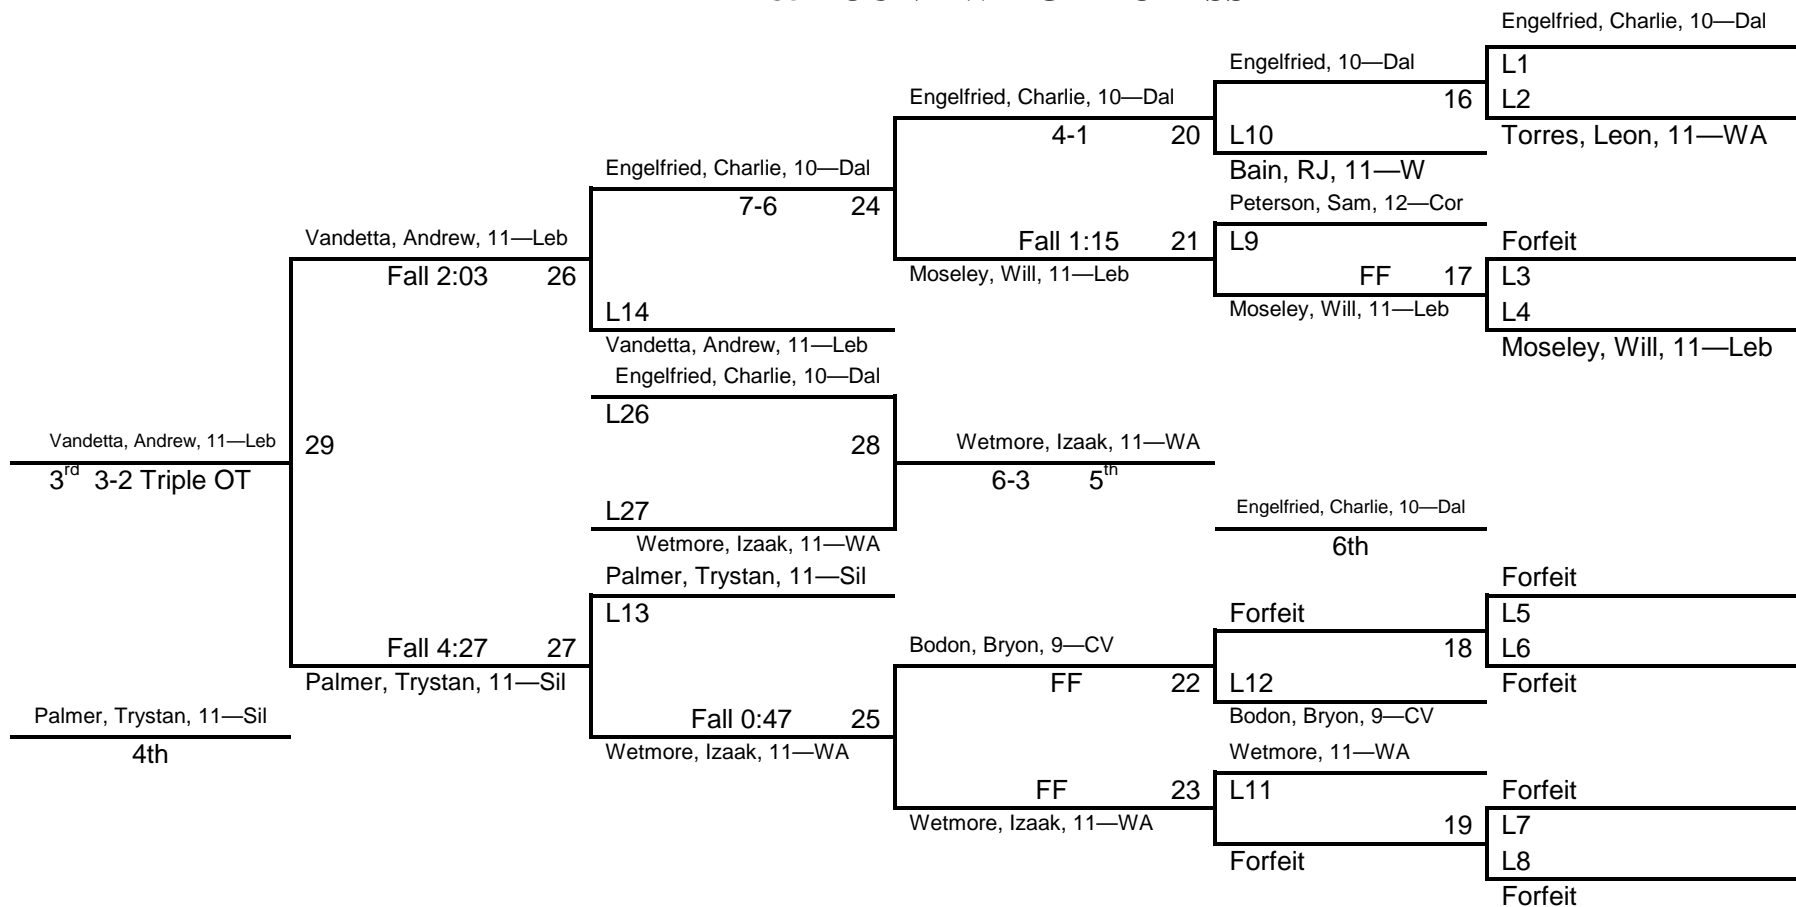 Engelfried, Charlie, 10—Dal
Engelfried, 10—Dal
L1
Engelfried, Charlie, 10—Dal
16
L2
4-1
20
L10
Torres, Leon, 11—WA
Engelfried, Charlie, 10—Dal
Bain, RJ, 11—W
7-6
24
Peterson, Sam, 12—Cor
Vandetta, Andrew, 11—Leb
Fall 1:15
21
L9
Forfeit
Fall 2:03
26
Moseley, Will, 11—Leb
FF
17
L3
L14
Moseley, Will, 11—Leb
L4
Vandetta, Andrew, 11—Leb
Moseley, Will, 11—Leb
Engelfried, Charlie, 10—Dal
L26
Vandetta, Andrew, 11—Leb
29
28
Wetmore, Izaak, 11—WA
3rd 3-2 Triple OT
6-3
5th
L27
Engelfried, Charlie, 10—Dal
Wetmore, Izaak, 11—WA
6th
Palmer, Trystan, 11—Sil
Forfeit
L13
Forfeit
L5
Fall 4:27
27
Bodon, Bryon, 9—CV
18
L6
Palmer, Trystan, 11—Sil
FF
22
L12
Forfeit
Palmer, Trystan, 11—Sil
Fall 0:47
25
Bodon, Bryon, 9—CV
4th
Wetmore, Izaak, 11—WA
Wetmore, 11—WA
FF
23
L11
Forfeit
Wetmore, Izaak, 11—WA
19
L7
Forfeit
L8
Forfeit